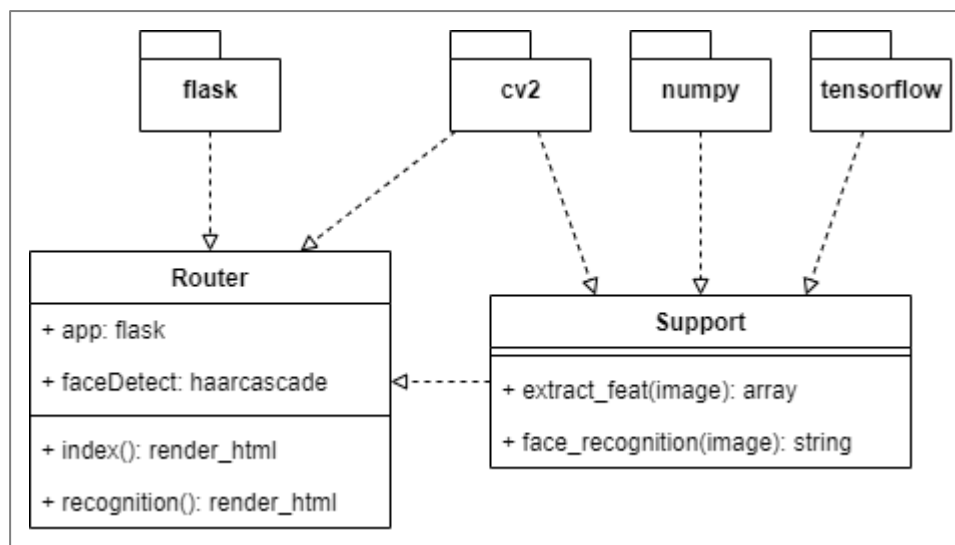 flask
cv2
numpy
tensorflow
Router
+ app: flask
+ faceDetect: haarcascade
+ index(): render_html
+ recognition(): render_html
Support
+ extract_feat(image): array
+ face_recognition(image): string